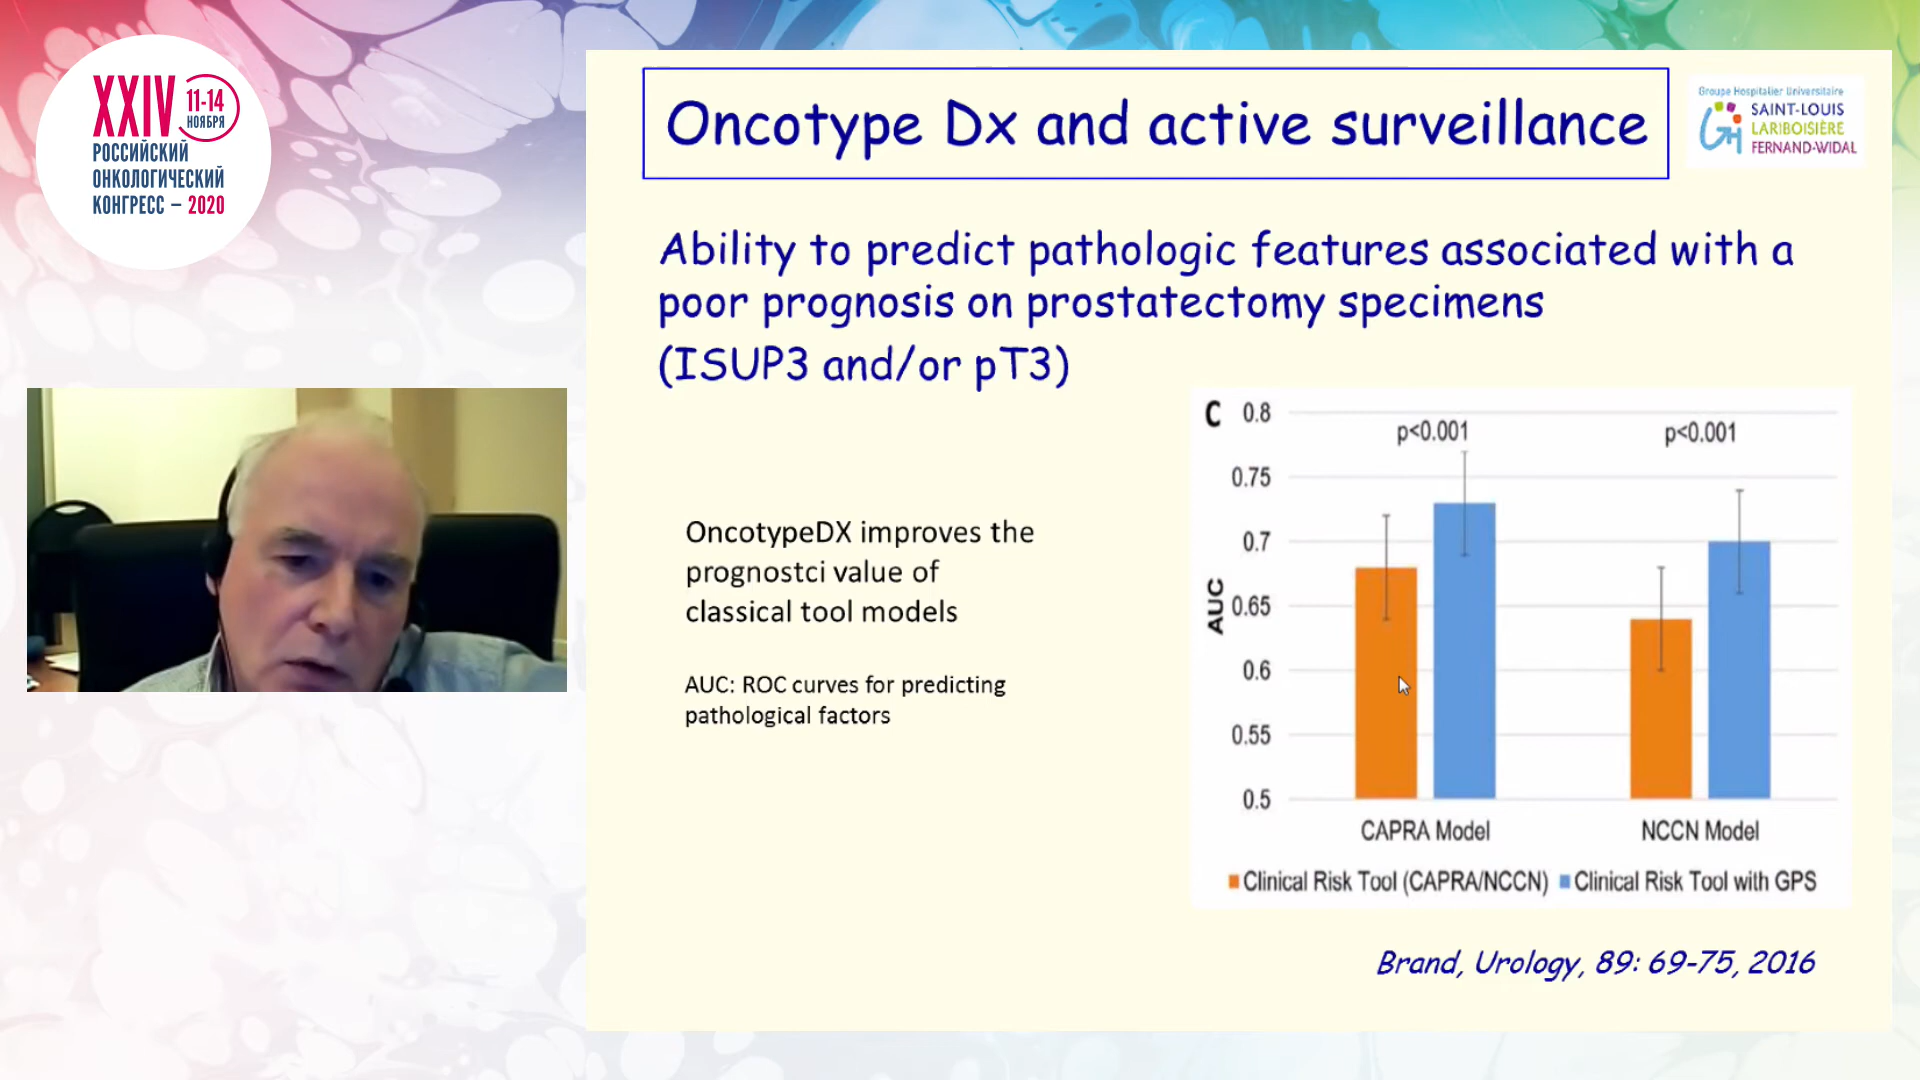 XXIV
11-14
НОЯБРЯ
РОССИЙСКИЙ
ОНКОЛОГИЧЕСКИЙ
КОНГРЕСС – 2020
Oncotype Dx and active surveillance
Groupe Hospitalier Universitaire
SAINT-LOUIS
LARIBOISIÈRE
FERNAND-WIDAL
Ability to predict pathologic features associated with a
poor prognosis on prostatectomy specimens
(ISUP3 and/or pT3)
OncotypeDX improves the
prognostci value of
classical tool models
AUC: ROC curves for predicting
pathological factors
C
0.8
0.75
0.7
0.65
0.6
0.55
0.5
AUC
p<0.001
p<0.001
CAPRA Model
NCCN Model
Clinical Risk Tool (CAPRA/NCCN)
Clinical Risk Tool with GPS
Brand, Urology, 89: 69-75, 2016